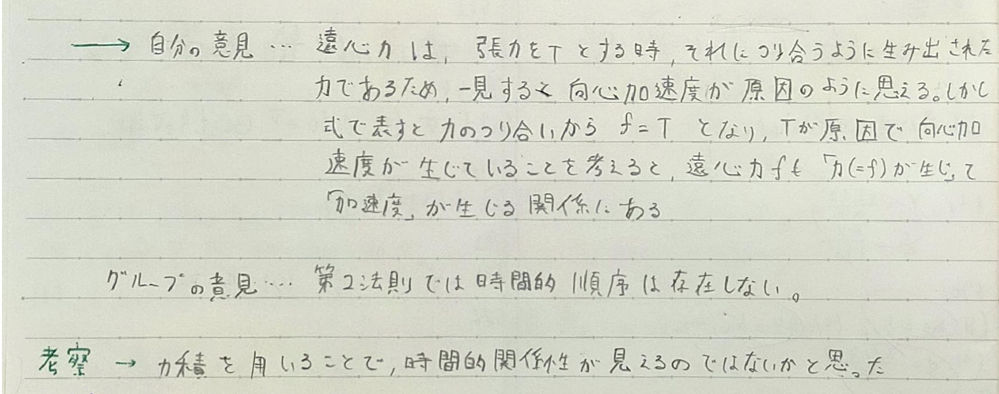 → 自分の意見… 遠心力は, 張力をTとする時, それにつり合うように生み出された
力であるため, 一見すると向心加速度が原因のように思える。しかし
式で表すと力のつり合いから f=T となり, Tが原因で向心加
速度が生じていることを考えると, 遠心力fも「力(=f)が生じ」て
「加速度」が生じる関係にある
グループの意見…. 第2法則では時間的順序は存在しない。
考察 → 力積を用いることで, 時間的関係性が見えるのではないかと思った